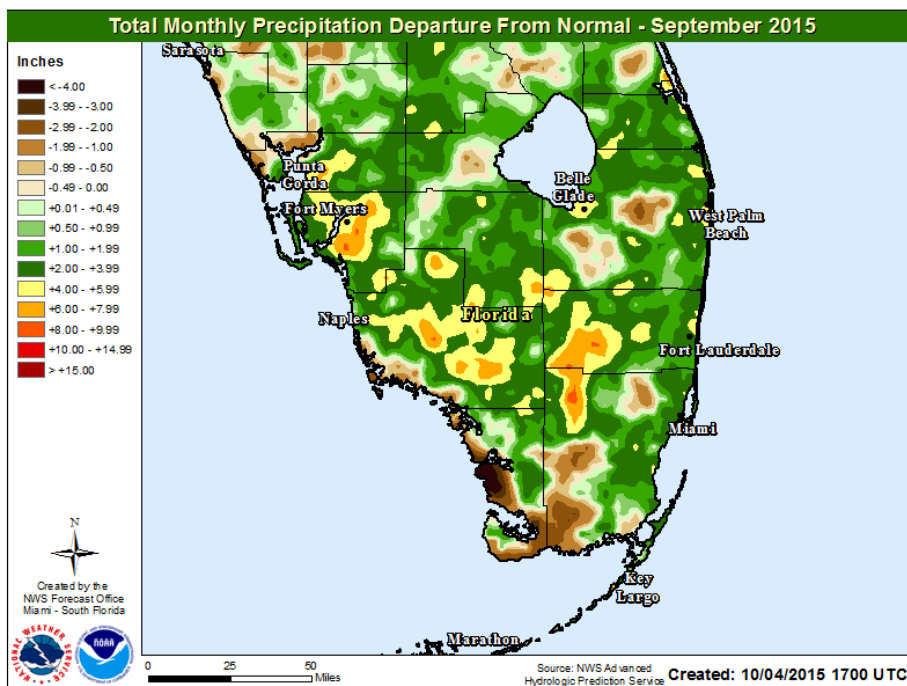 Total Monthly Precipitation Departure From Normal - September 2015
Inches
< -4.00
-3.99 - -3.00
-2.99 - -2.00
-1.99 - -1.00
-0.99 - -0.50
-0.49 - 0.00
+0.01 - +0.49
+0.50 - +0.99
+1.00 - +1.99
+2.00 - +3.99
+4.00 - +5.99
+6.00 - +7.99
+8.00 - +9.99
+10.00 - +14.99
> +15.00
Sarasota
Punta
Gorda
Fort Myers
Belle
Glade
West Palm
Beach
Naples
Florida
Fort Lauderdale
Miami
Key
Largo
Marathon
N
Created by the
NWS Forecast Office
Miami - South Florida
NATIONAL WEATHER SERVICE
NOAA
0 25 50
Miles
Source: NWS Advanced
Hydrologic Prediction Service
Created: 10/04/2015 1700 UTC